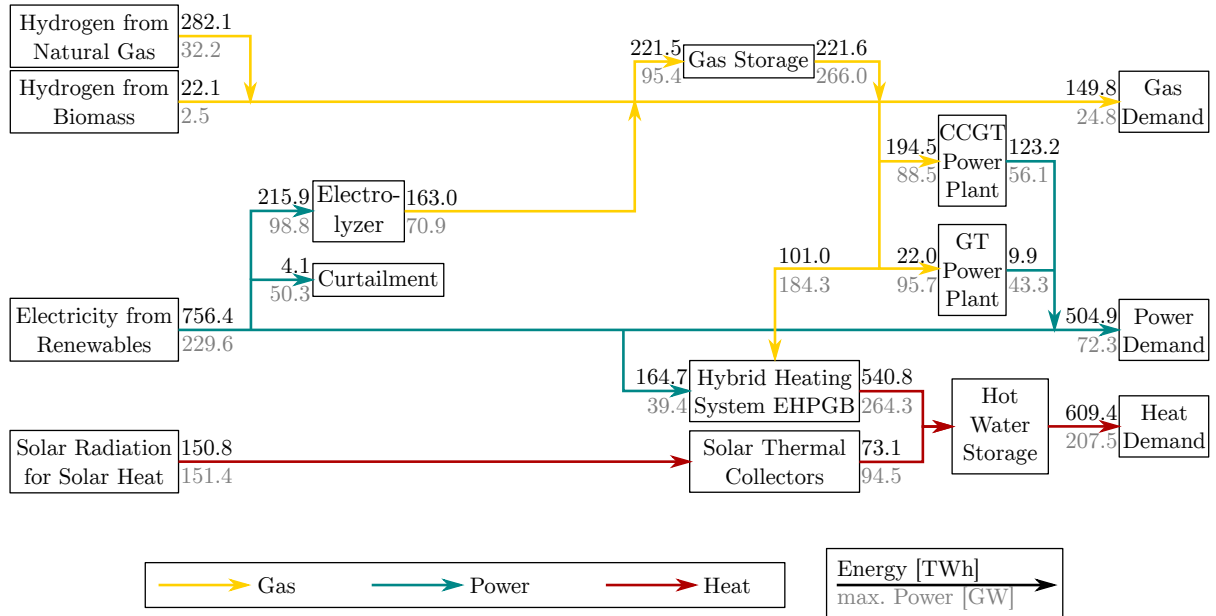 Hydrogen from
Natural Gas
282.1
32.2
Hydrogen from
Biomass
22.1
2.5
221.5
95.4
Gas Storage
221.6
266.0
149.8
24.8
Gas
Demand
194.5
88.5
CCGT
Power
Plant
123.2
56.1
215.9
98.8
Electro-
lyzer
163.0
70.9
4.1
50.3
Curtailment
101.0
184.3
22.0
95.7
GT
Power
Plant
9.9
43.3
Electricity from
Renewables
756.4
229.6
504.9
72.3
Power
Demand
164.7
39.4
Hybrid Heating
System EHPGB
540.8
264.3
Hot
Water
Storage
609.4
207.5
Heat
Demand
Solar Radiation
for Solar Heat
150.8
151.4
Solar Thermal
Collectors
73.1
94.5
Gas
Power
Heat
Energy [TWh]
max. Power [GW]